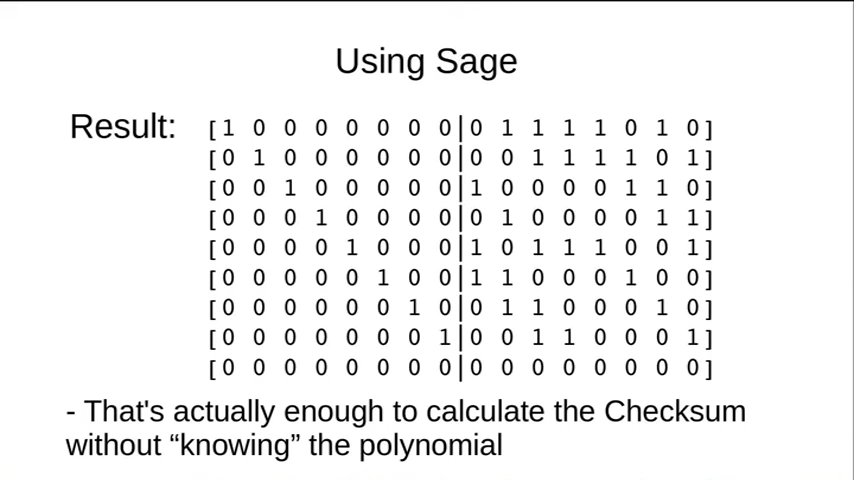 Using Sage
Result: [1 0 0 0 0 0 0 0|0 1 1 1 1 0 1 0]
[0 1 0 0 0 0 0 0|0 0 1 1 1 1 0 1]
[0 0 1 0 0 0 0 0|1 0 0 0 0 1 1 0]
[0 0 0 1 0 0 0 0|0 1 0 0 0 0 1 1]
[0 0 0 0 1 0 0 0|1 0 1 1 1 0 0 1]
[0 0 0 0 0 1 0 0|1 1 0 0 0 1 0 0]
[0 0 0 0 0 0 1 0|0 1 1 0 0 0 1 0]
[0 0 0 0 0 0 0 1|0 0 1 1 0 0 0 1]
[0 0 0 0 0 0 0 0|0 0 0 0 0 0 0 0]
- That's actually enough to calculate the Checksum
without “knowing” the polynomial